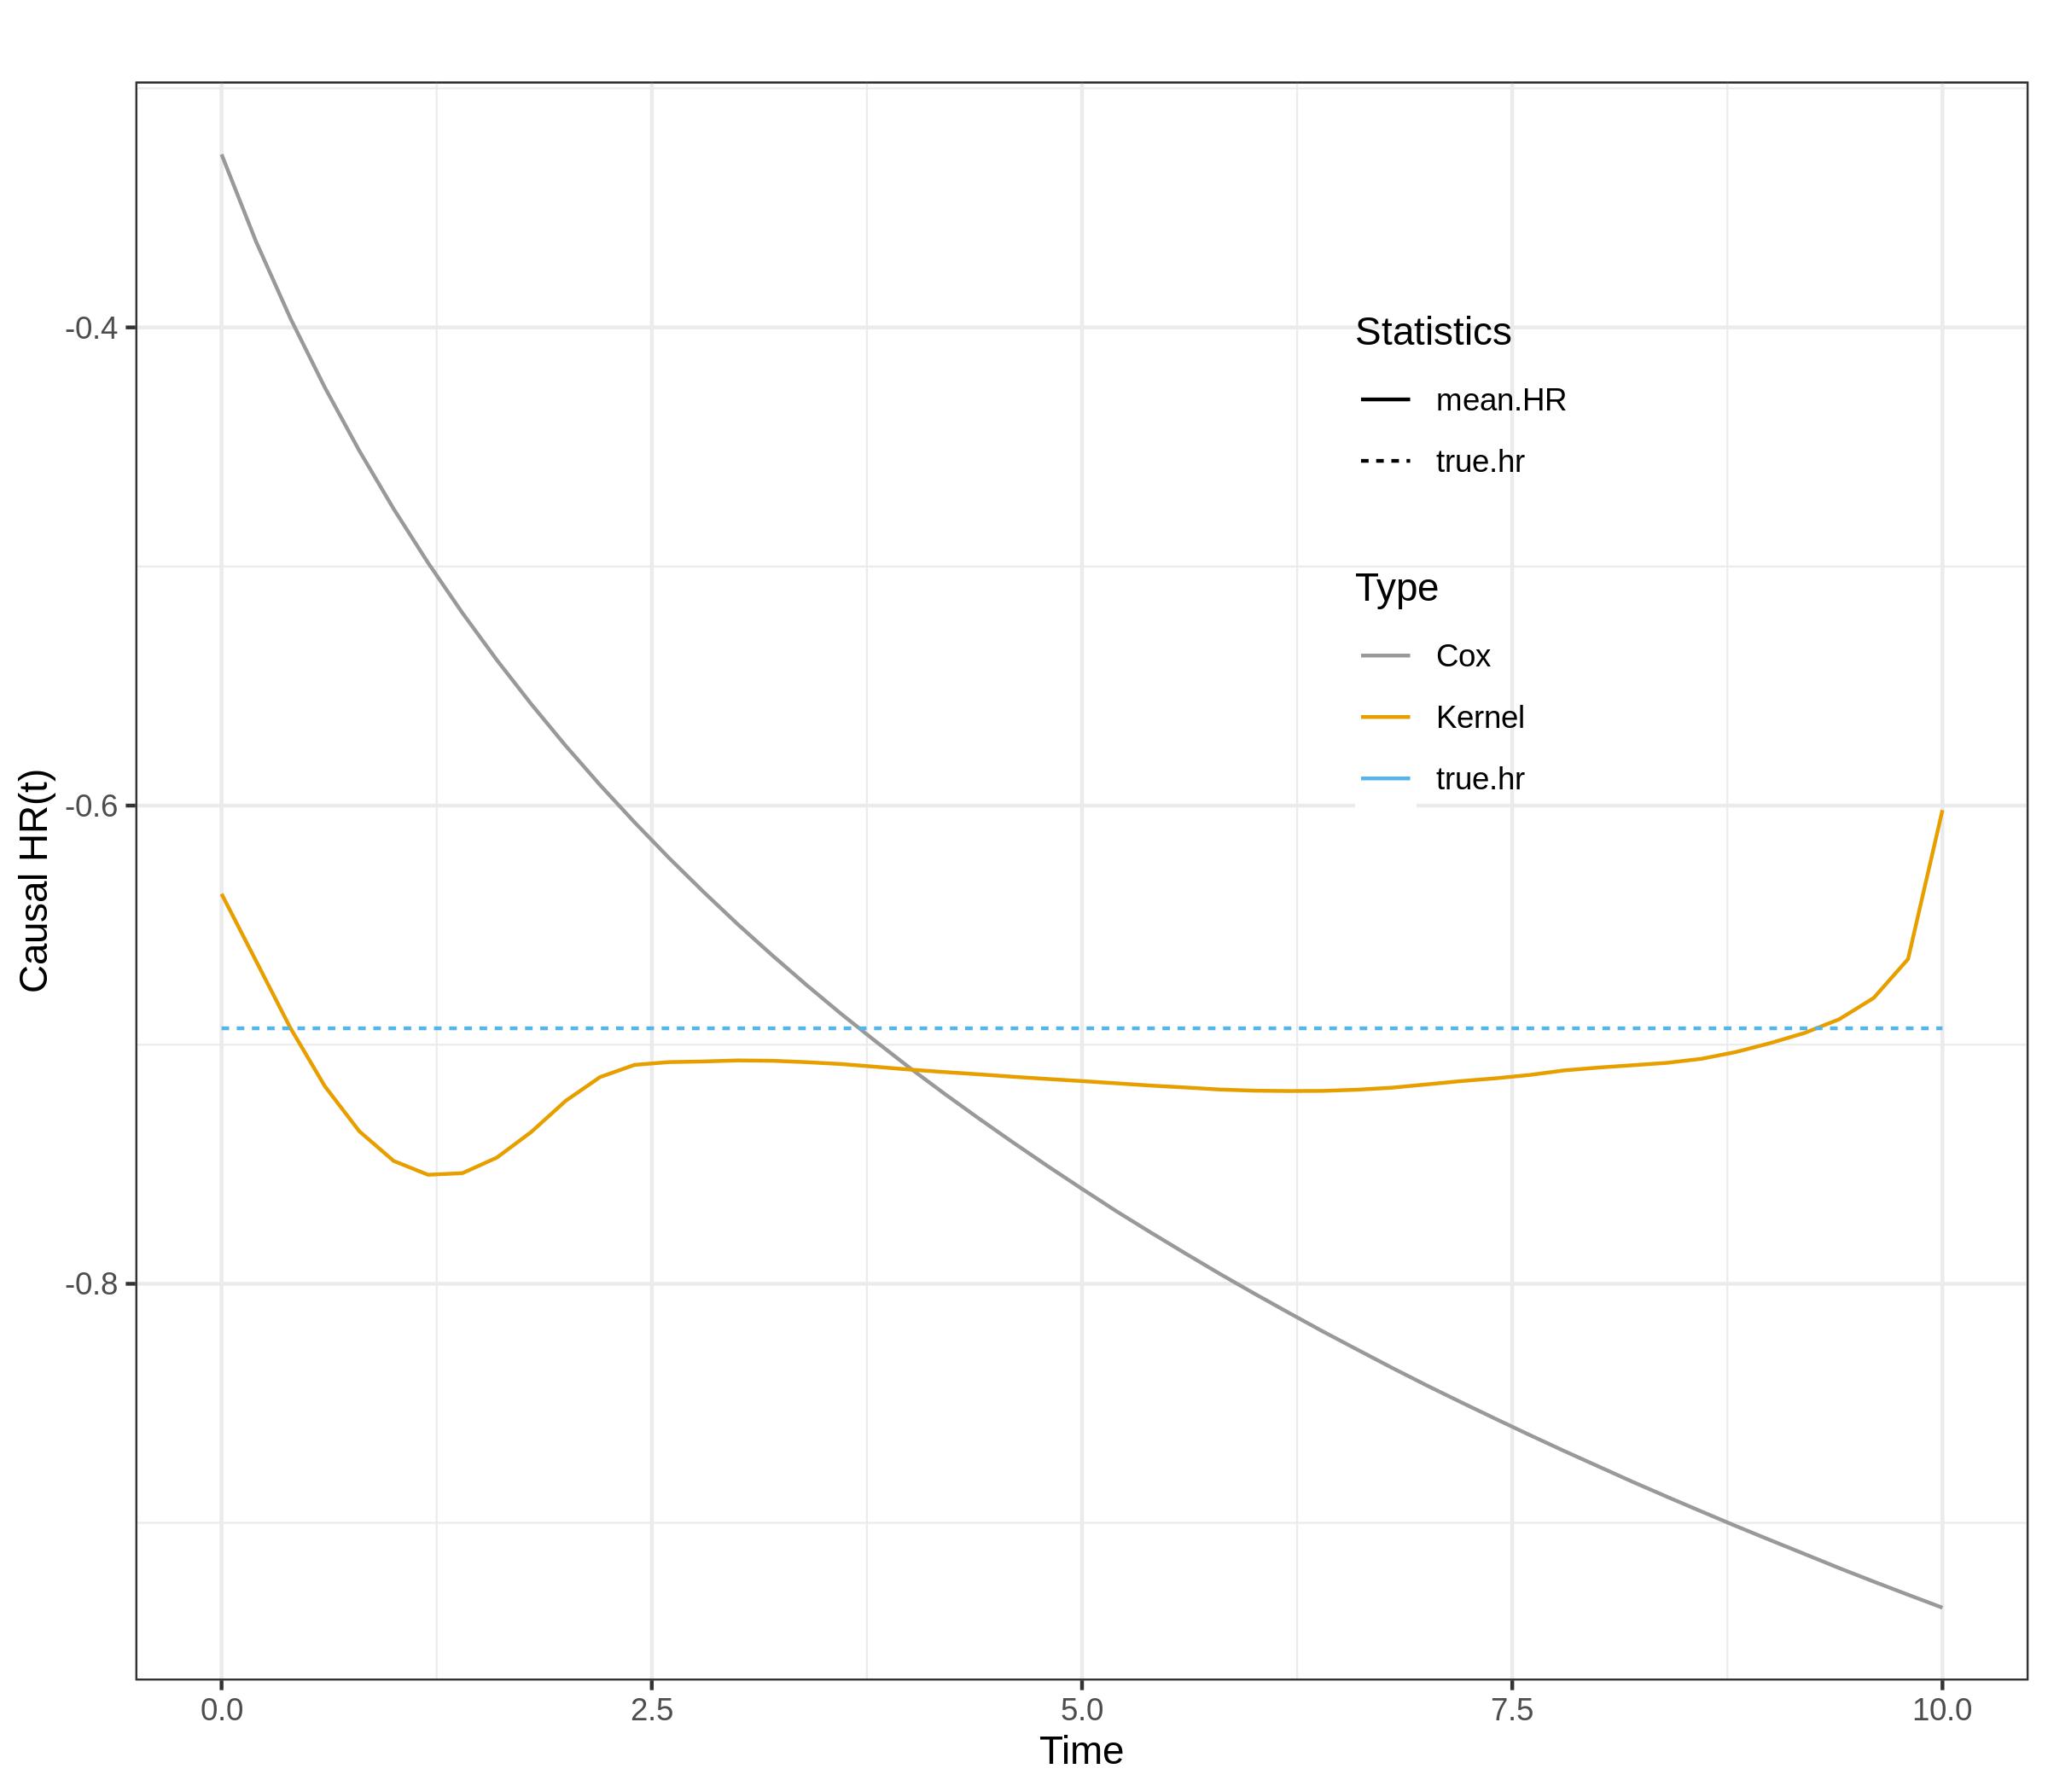 Causal HR(t)
-0.4
-0.6
-0.8
Statistics
mean.HR
true.hr
Type
Cox
Kernel
true.hr
0.0 2.5 5.0 7.5 10.0
Time